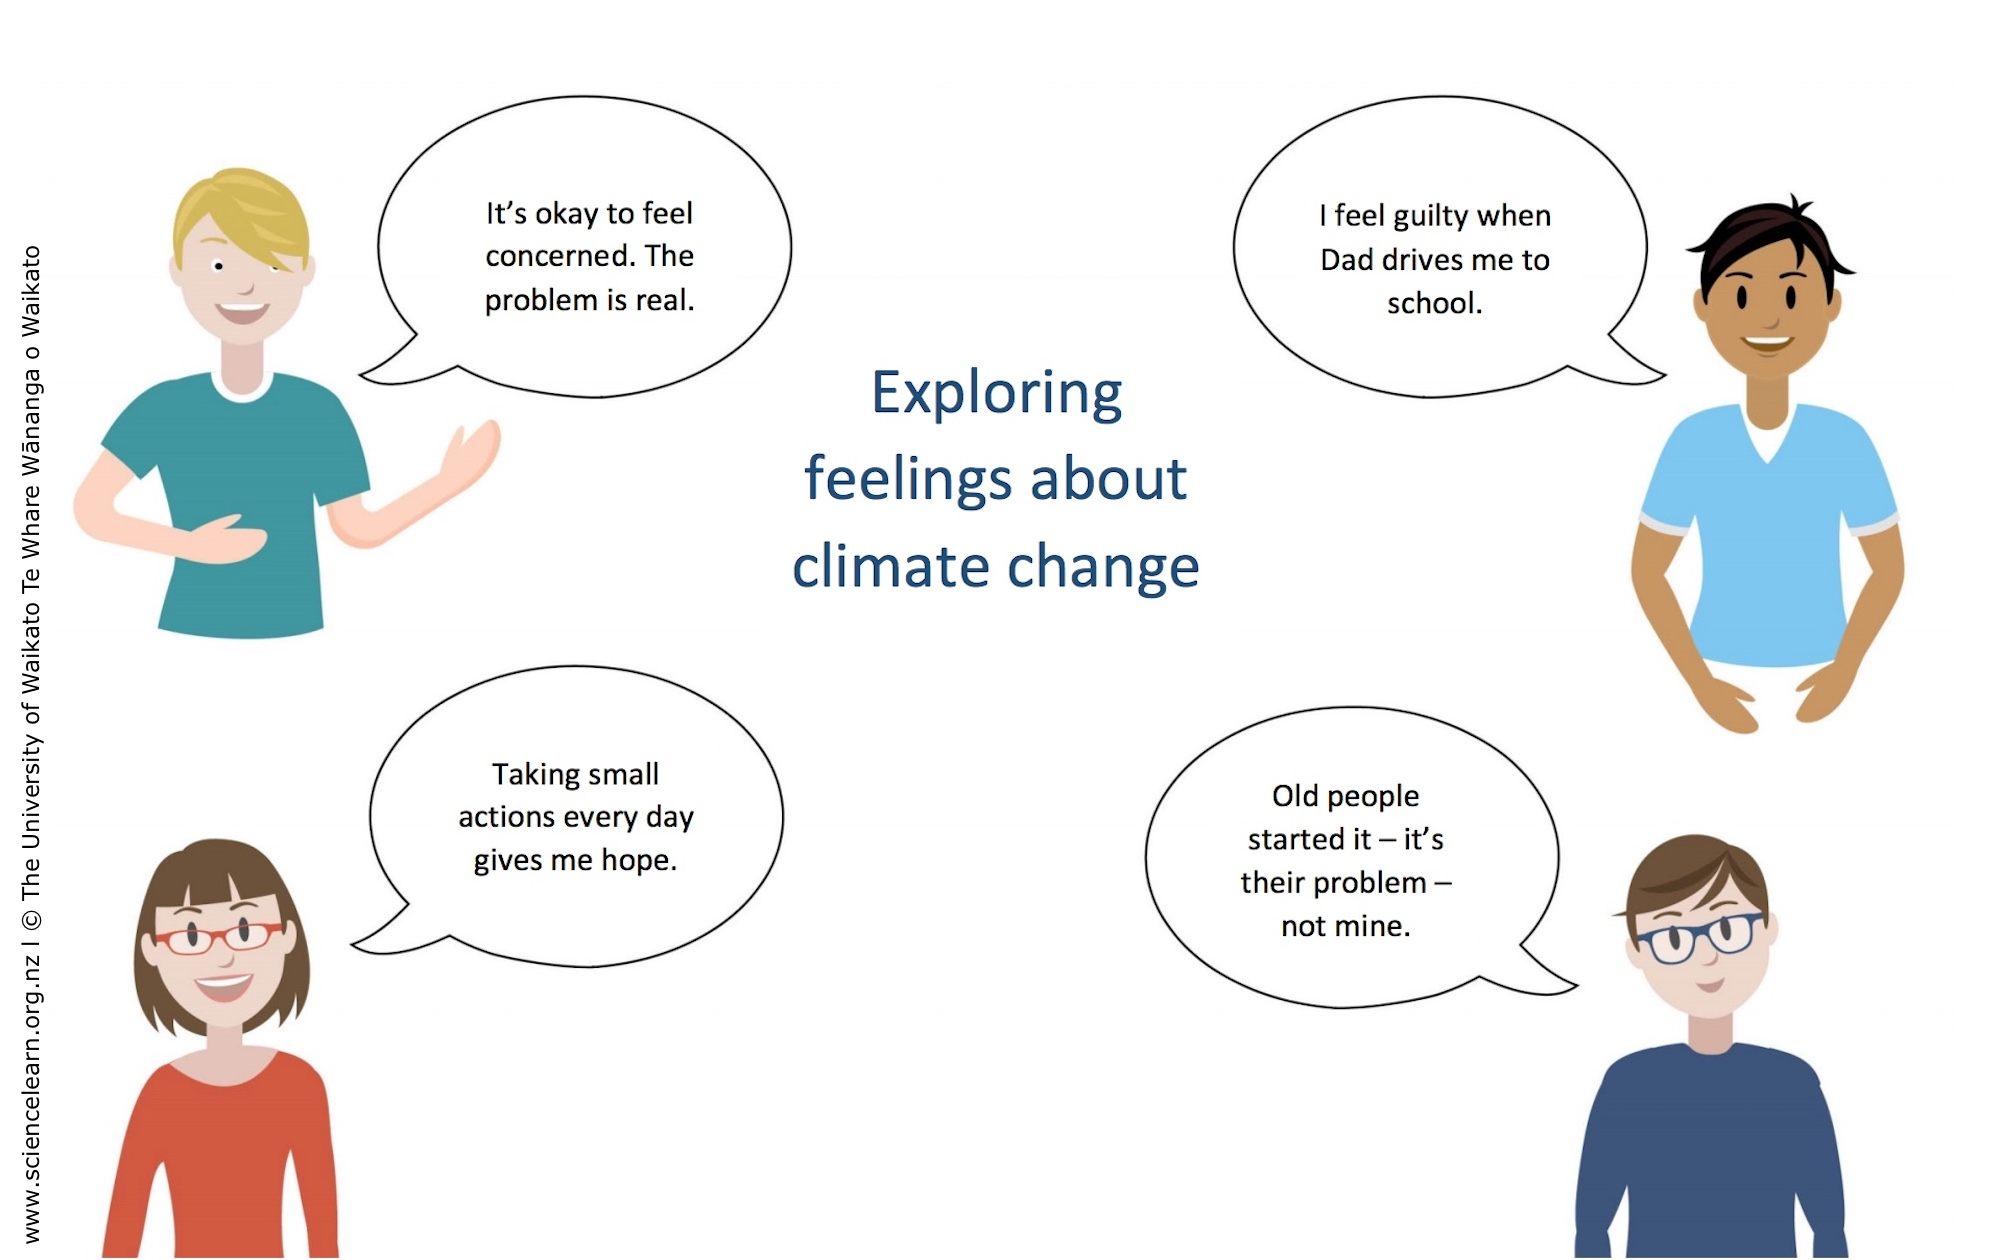 It’s okay to feel
concerned. The
problem is real.
I feel guilty when
Dad drives me to
school.
Exploring
feelings about
climate change
Taking small
actions every day
gives me hope.
Old people
started it – it’s
their problem –
not mine.
www.sciencelearn.org.nz l © The University of Waikato Te Whare Wānanga o Waikato